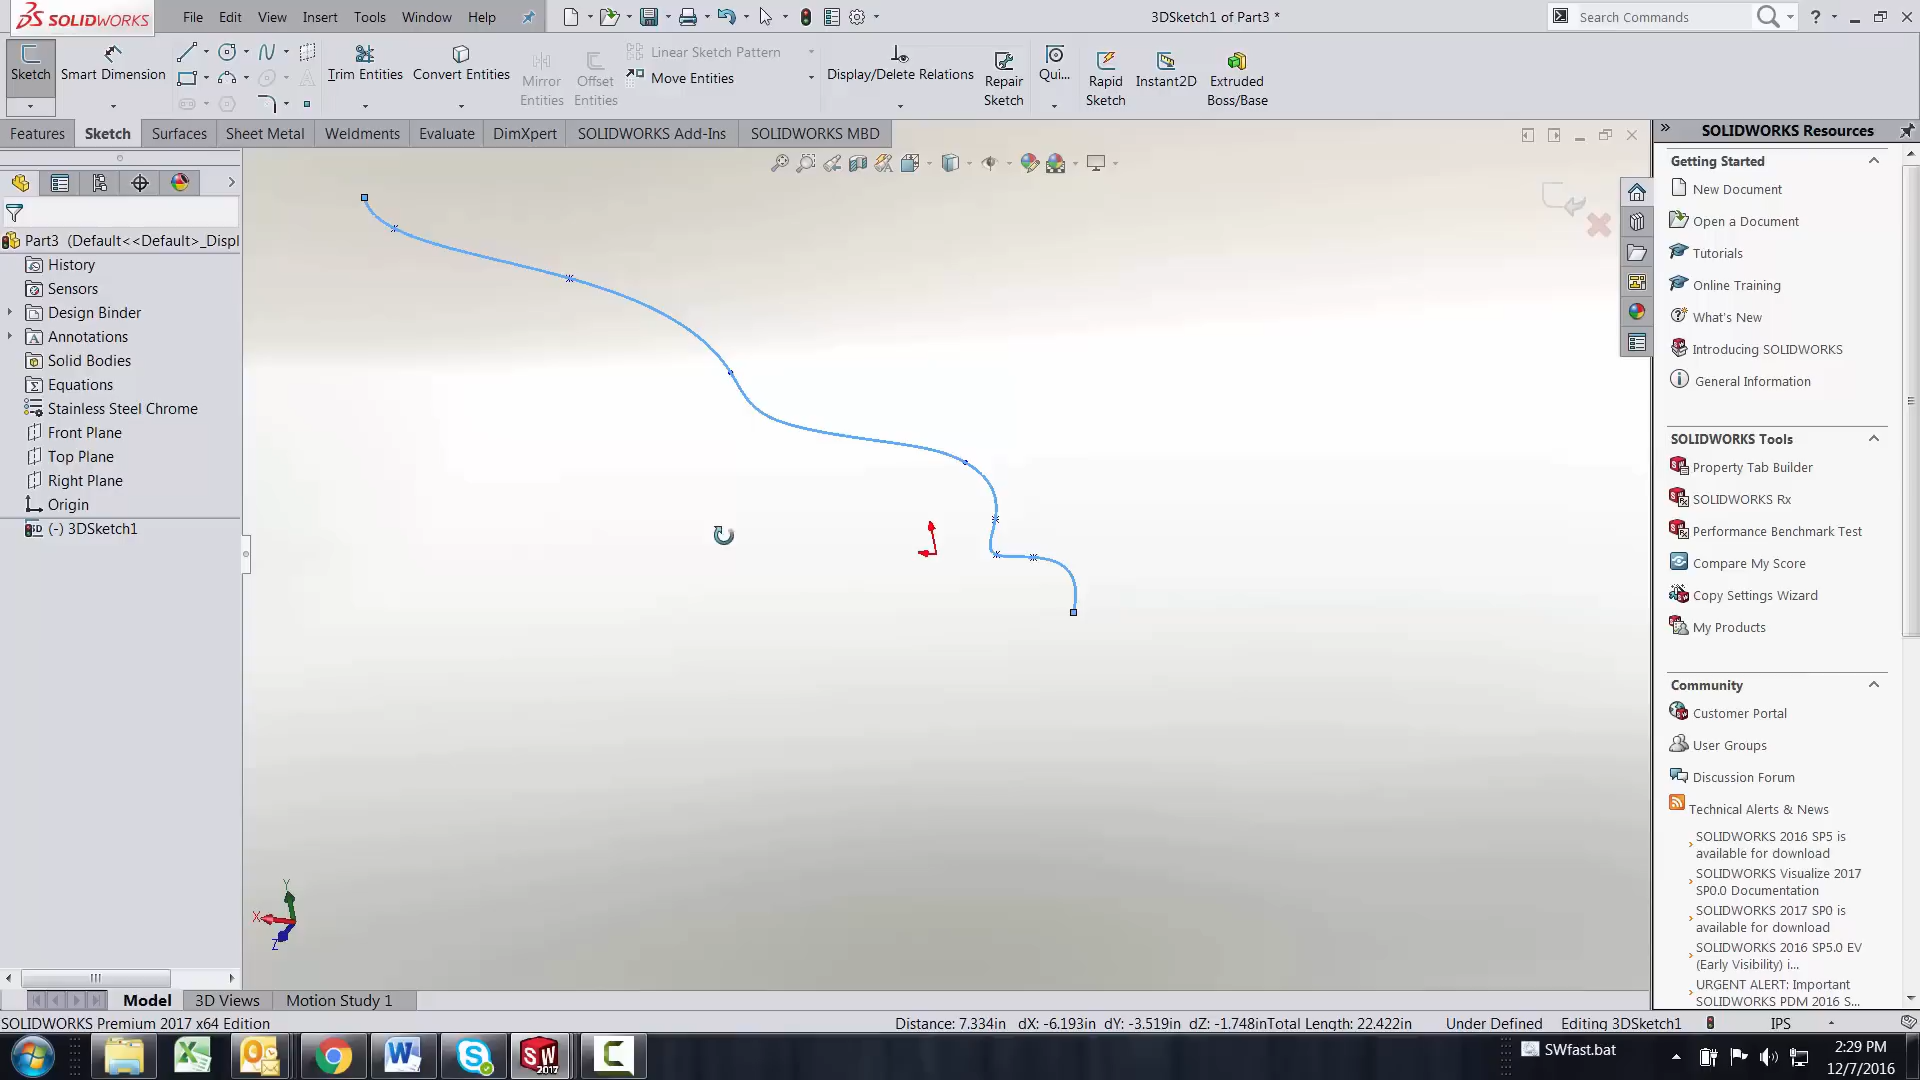 SOLIDWORKS File Edit View Insert Tools Window Help 3DSketch1 of Part3 * Search Commands ?
Sketch Smart Dimension Trim Entities Convert Entities Mirror Entities Offset Entities Linear Sketch Pattern Move Entities Display/Delete Relations Repair Sketch Qui... Rapid Sketch Instant2D Extruded Boss/Base
Features Sketch Surfaces Sheet Metal Weldments Evaluate DimXpert SOLIDWORKS Add-Ins SOLIDWORKS MBD
Part3 (Default<<Default>_Displ
History
Sensors
Design Binder
Annotations
Solid Bodies
Equations
Stainless Steel Chrome
Front Plane
Top Plane
Right Plane
Origin
(-) 3DSketch1
Y
X
Z
SOLIDWORKS Resources
Getting Started
New Document
Open a Document
Tutorials
Online Training
What's New
Introducing SOLIDWORKS
General Information
SOLIDWORKS Tools
Property Tab Builder
SOLIDWORKS Rx
Performance Benchmark Test
Compare My Score
Copy Settings Wizard
My Products
Community
Customer Portal
User Groups
Discussion Forum
Technical Alerts & News
SOLIDWORKS 2016 SP5 is
available for download
SOLIDWORKS Visualize 2017
SP0.0 Documentation
SOLIDWORKS 2017 SP0 is
available for download
SOLIDWORKS 2016 SP5.0 EV
(Early Visibility) i...
URGENT ALERT: Important
SOLIDWORKS PDM 2016 S...
Model 3D Views Motion Study 1
SOLIDWORKS Premium 2017 x64 Edition Distance: 7.334in dX: -6.193in dY: -3.519in dZ: -1.748inTotal Length: 22.422in Under Defined Editing 3DSketch1 IPS
SW 2017 SWfast.bat 2:29 PM
12/7/2016